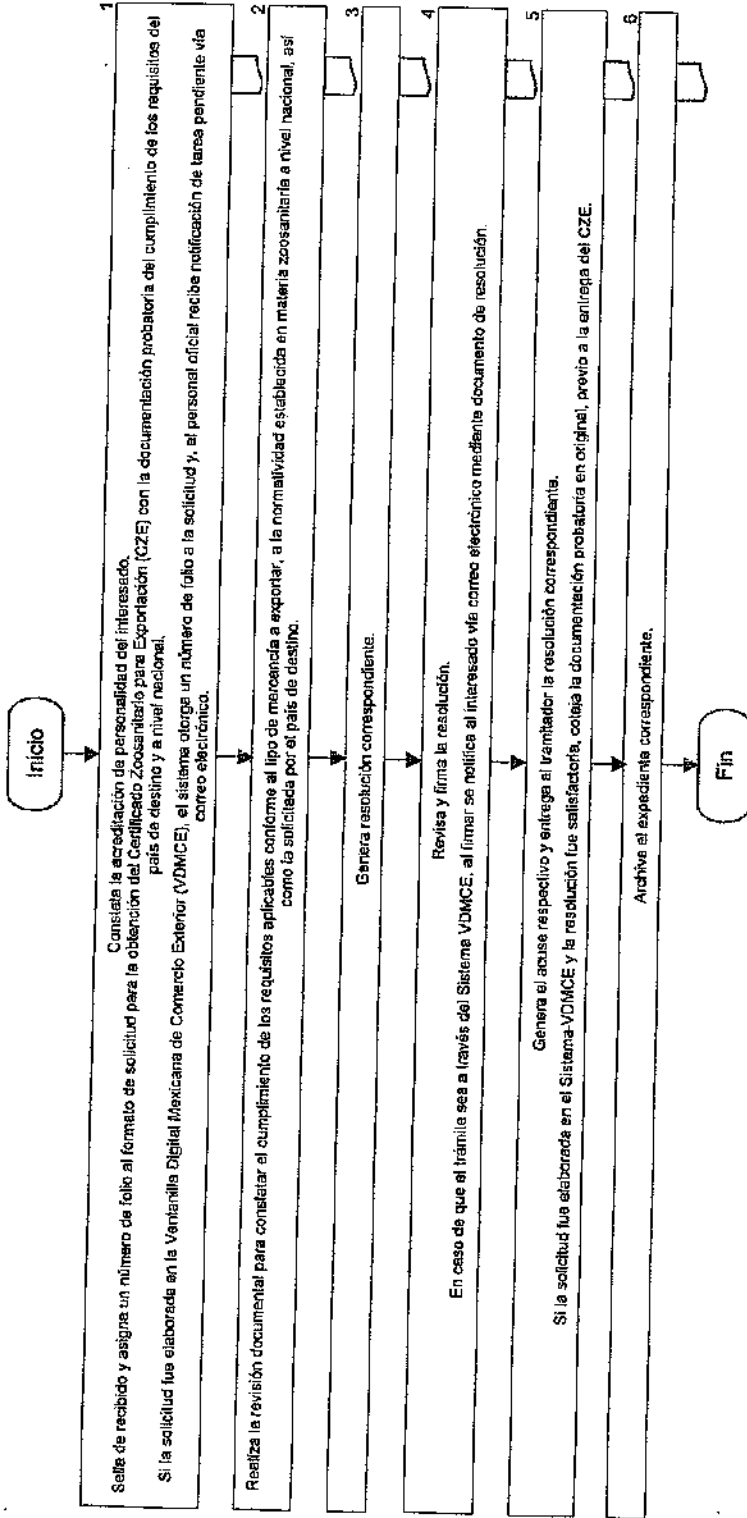 Inicio
1
Constata la acreditación de personalidad del interesado.
Sella de recibido y asigna un número de folio al formato de solicitud para la obtención del Certificado Zoosanitario para Exportación (CZE) con la documentación probatoria del cumplimiento de los requisitos del
país de destino y a nivel nacional.
Si la solicitud fue elaborada en la Ventanilla Digital Mexicana de Comercio Exterior (VDMCE), el sistema otorga un número de folio a la solicitud y, el personal oficial recibe notificación de tarea pendiente vía
correo electrónico.
2
Realiza la revisión documental para constatar el cumplimiento de los requisitos aplicables conforme al tipo de mercancía a exportar, a la normatividad establecida en materia zoosanitaria a nivel nacional, así
como la solicitada por el país de destino.
3
Genera resolución correspondiente.
4
Revisa y firma la resolución.
En caso de que el trámite sea a través del Sistema VDMCE, al firmar se notifica al interesado vía correo electrónico mediante documento de resolución.
5
Genera el acuse respectivo y entrega al tramitador la resolución correspondiente.
Si la solicitud fue elaborada en el Sistema-VDMCE y la resolución fue satisfactoria, coteja la documentación probatoria en original, previo a la entrega del CZE.
6
Archiva el expediente correspondiente.
Fin